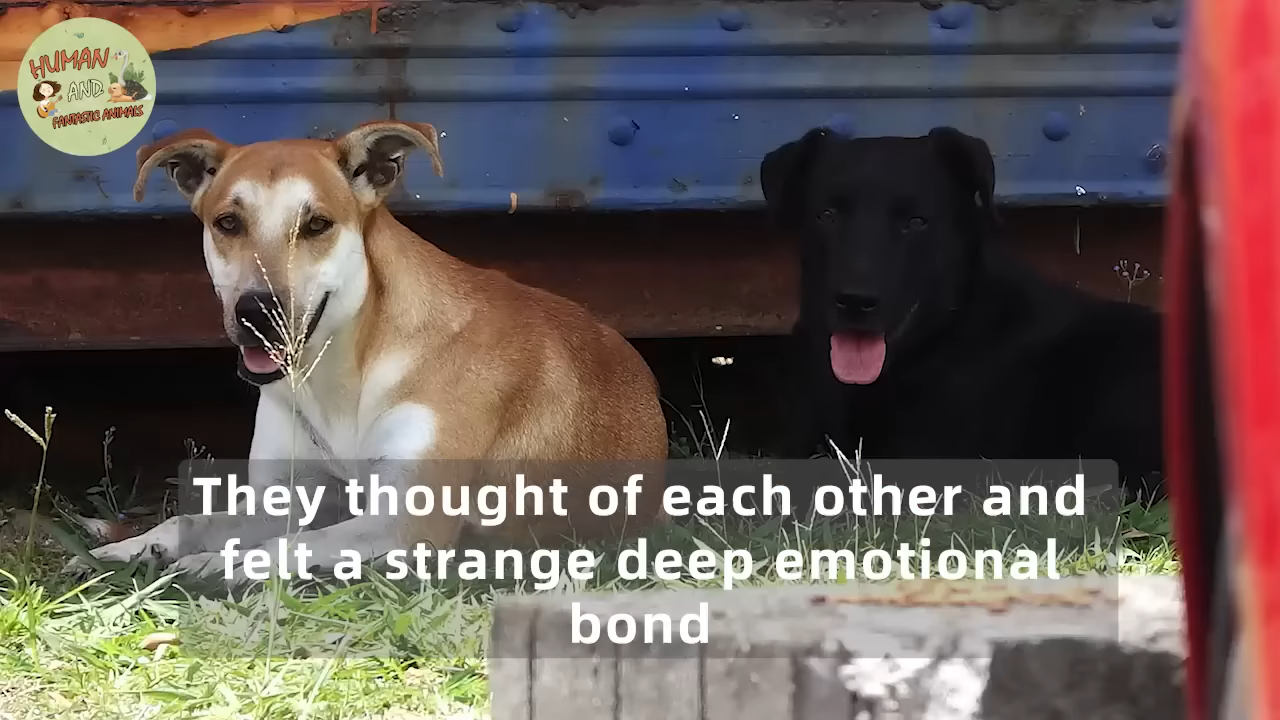 HUMAN
AND
FANTASTIC ANIMALS
They thought of each other and
felt a strange deep emotional
bond